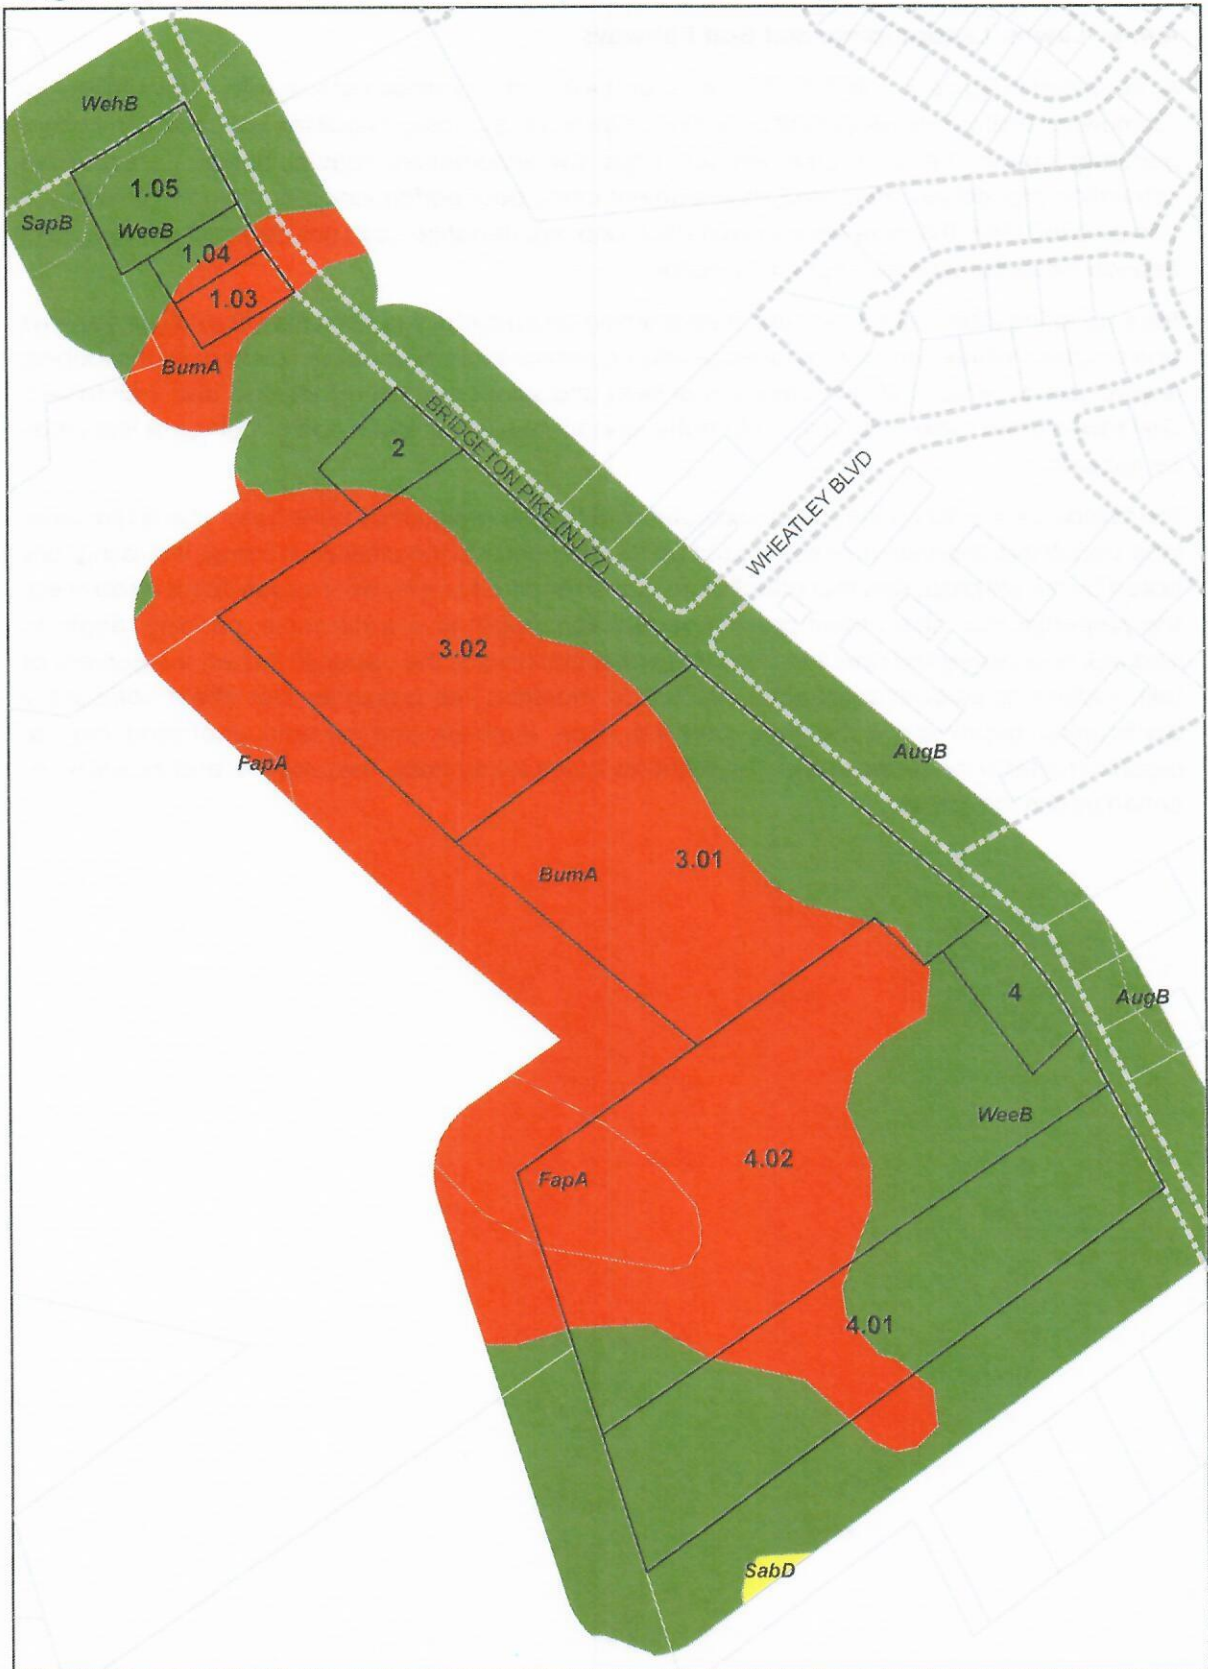 WehB
1.05
SapB
WeeB
1.04
1.03
BumA
2
BRIDGETON PIKE (NJ 77)
WHEATLEY BLVD
3.02
FapA
AugB
3.01
BumA
4
AugB
WeeB
4.02
FapA
4.01
SabD